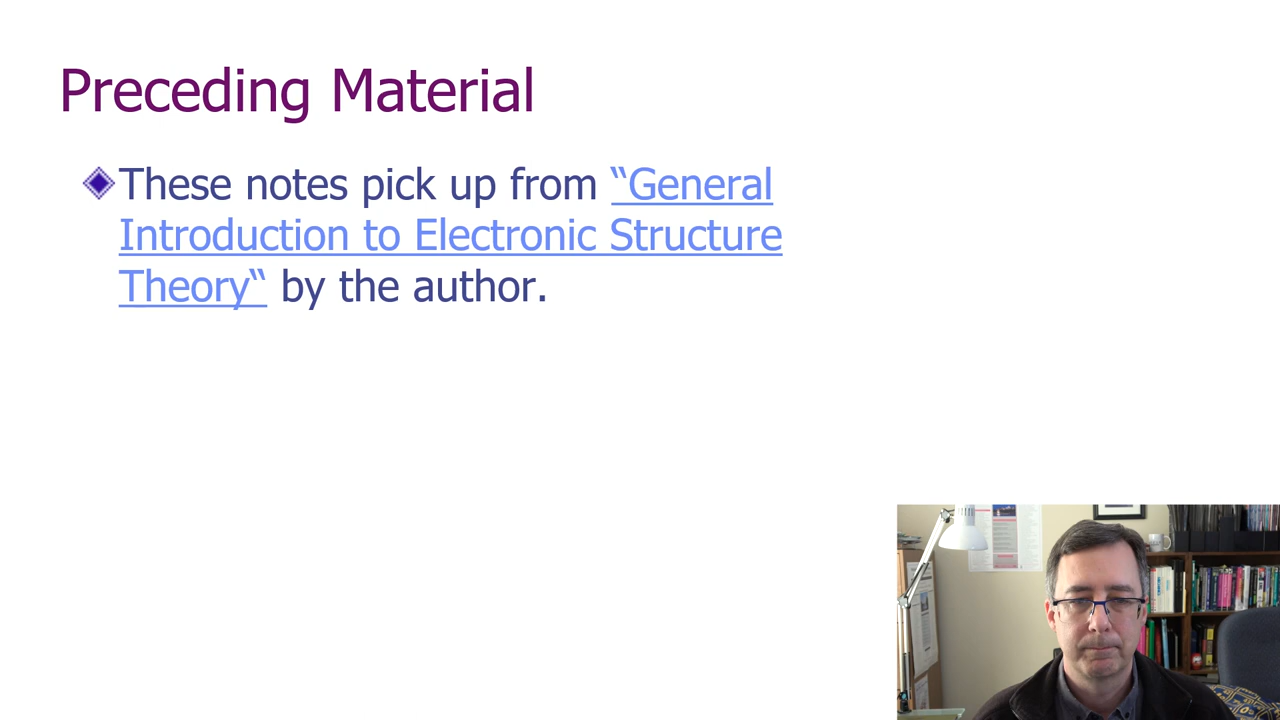 Preceding Material
These notes pick up from “General
Introduction to Electronic Structure
Theory“ by the author.